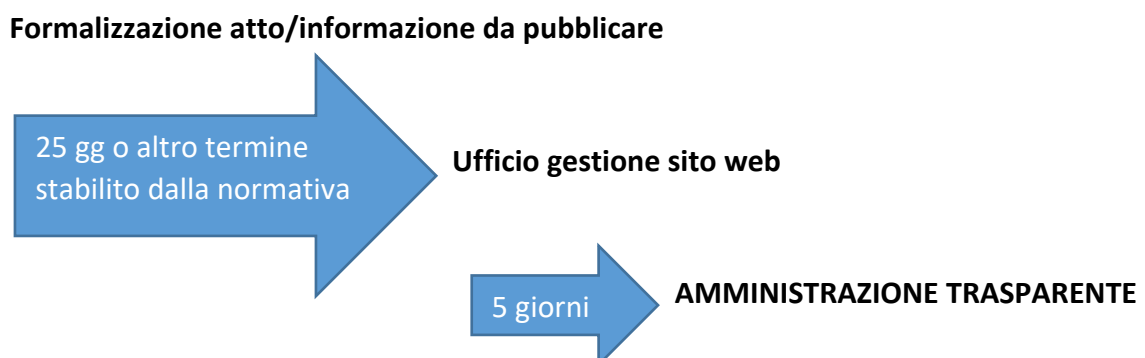 Formalizzazione atto/informazione da pubblicare
25 gg o altro termine
stabilito dalla normativa
Ufficio gestione sito web
5 giorni
AMMINISTRAZIONE TRASPARENTE